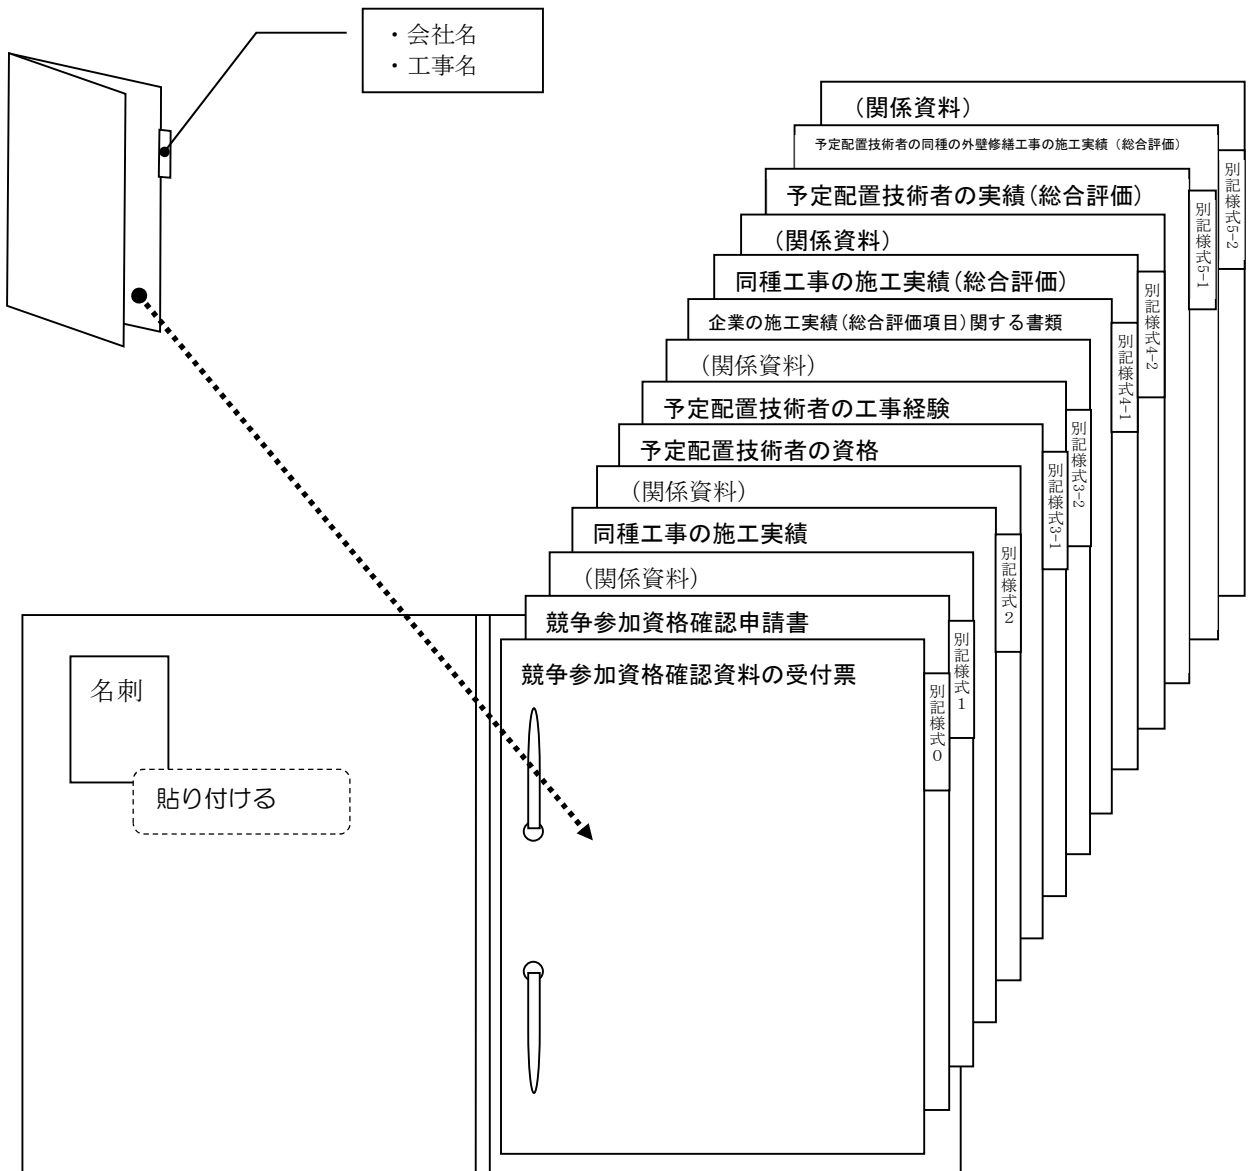 ・会社名
・工事名
(関係資料)
予定配置技術者の同種の外壁修繕工事の施工実績（総合評価）
別記様式5-2
予定配置技術者の実績(総合評価)
別記様式5-1
(関係資料)
同種工事の施工実績(総合評価)
別記様式4-2
企業の施工実績(総合評価項目)関する書類
別記様式4-1
(関係資料)
予定配置技術者の工事経験
別記様式3-2
予定配置技術者の資格
別記様式3-1
(関係資料)
同種工事の施工実績
別記様式2
(関係資料)
競争参加資格確認申請書
別記様式1
競争参加資格確認資料の受付票
別記様式0
名刺
貼り付ける